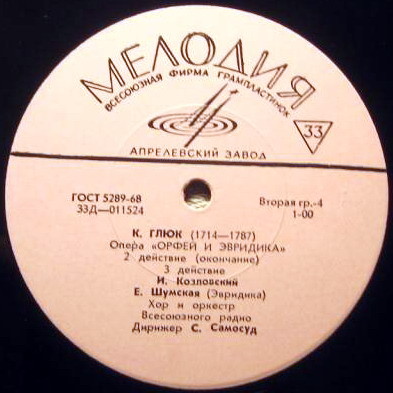 МЕЛОДИЯ
ВСЕСОЮЗНАЯ ФИРМА ГРАМПЛАСТИНОК
33
АПРЕЛЕВСКИЙ ЗАВОД
ГОСТ 5289-68
33Д—011524
Вторая гр.-4
1-00
К. ГЛЮК (1714—1787)
Опера «ОРФЕЙ И ЭВРИДИКА»
2 действие (окончание)
3 действие
И. Козловский
Е. Шумская (Эвридика)
Хор и оркестр
Всесоюзного радио
Дирижер С. Самосуд